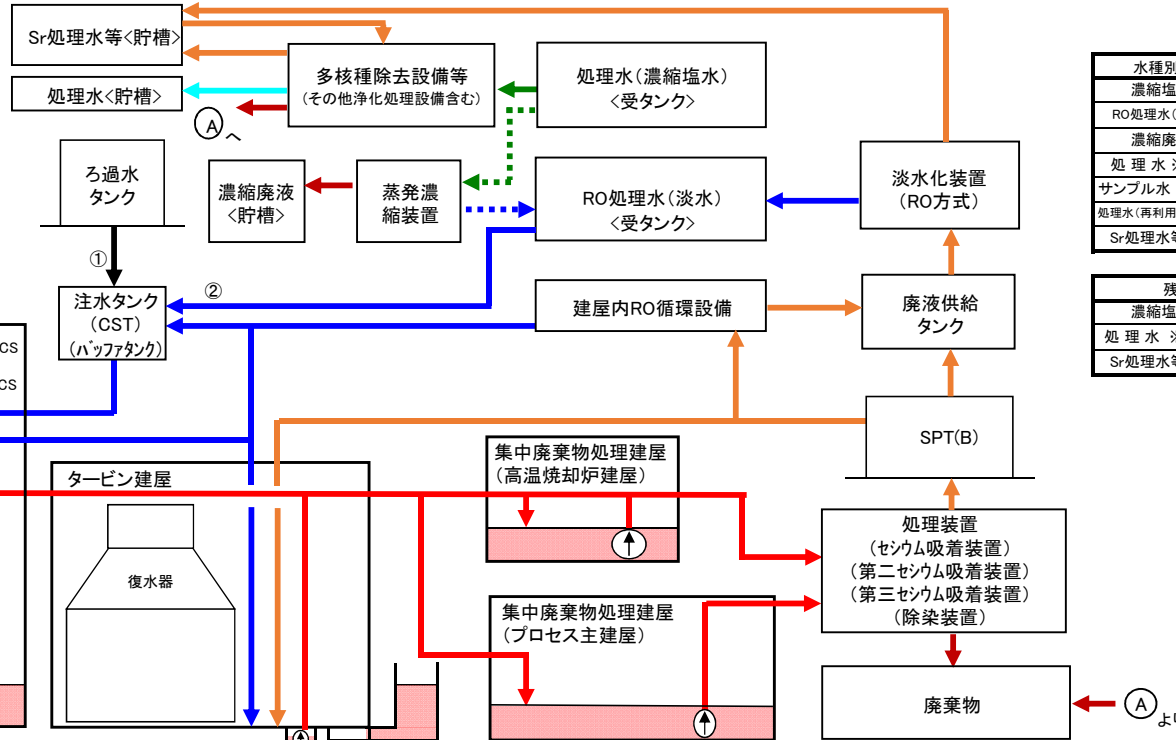 Sr処理水等<貯槽>
処理水<貯槽>
多核種除去設備等
(その他浄化処理設備含む)
A へ
処理水(濃縮塩水)
<受タンク>
ろ過水
タンク
濃縮廃液
<貯槽>
蒸発濃
縮装置
RO処理水(淡水)
<受タンク>
淡水化装置
(RO方式)
①
②
注水タンク
(CST)
(バッファタンク)
建屋内RO循環設備
廃液供給
タンク
CS
CS
SPT(B)
タービン建屋
復水器
集中廃棄物処理建屋
(高温焼却炉建屋)
集中廃棄物処理建屋
(プロセス主建屋)
処理装置
(セシウム吸着装置)
(第二セシウム吸着装置)
(第三セシウム吸着装置)
(除染装置)
廃棄物
A よ
水種別
濃縮塩
RO処理水(
濃縮廃
処 理 水
サンプル水
処理水(再利用
Sr処理水等
残
濃縮塩
処 理 水
Sr処理水等